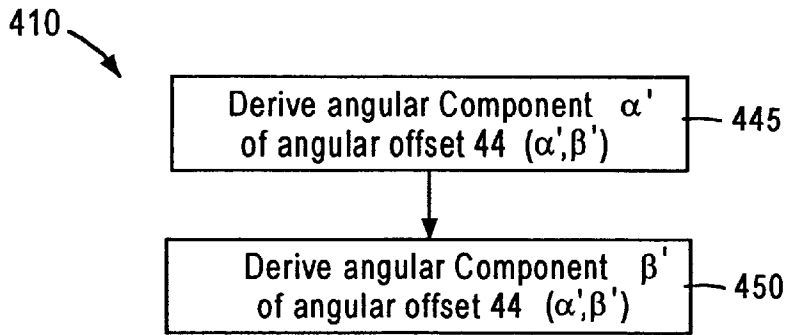 410
Derive angular Component α'
of angular offset 44 (α',β')
445
Derive angular Component β'
of angular offset 44 (α',β')
450